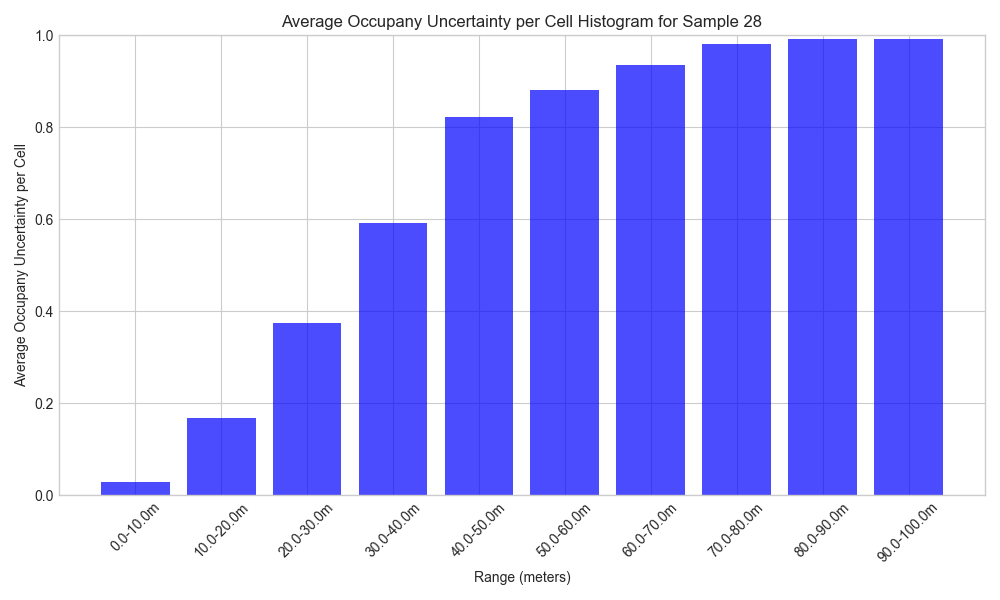 Average Occupany Uncertainty per Cell Histogram for Sample 28
Average Occupany Uncertainty per Cell
1.0
0.8
0.6
0.4
0.2
0.0
0.0-10.0m
10.0-20.0m
20.0-30.0m
30.0-40.0m
40.0-50.0m
50.0-60.0m
60.0-70.0m
70.0-80.0m
80.0-90.0m
90.0-100.0m
Range (meters)